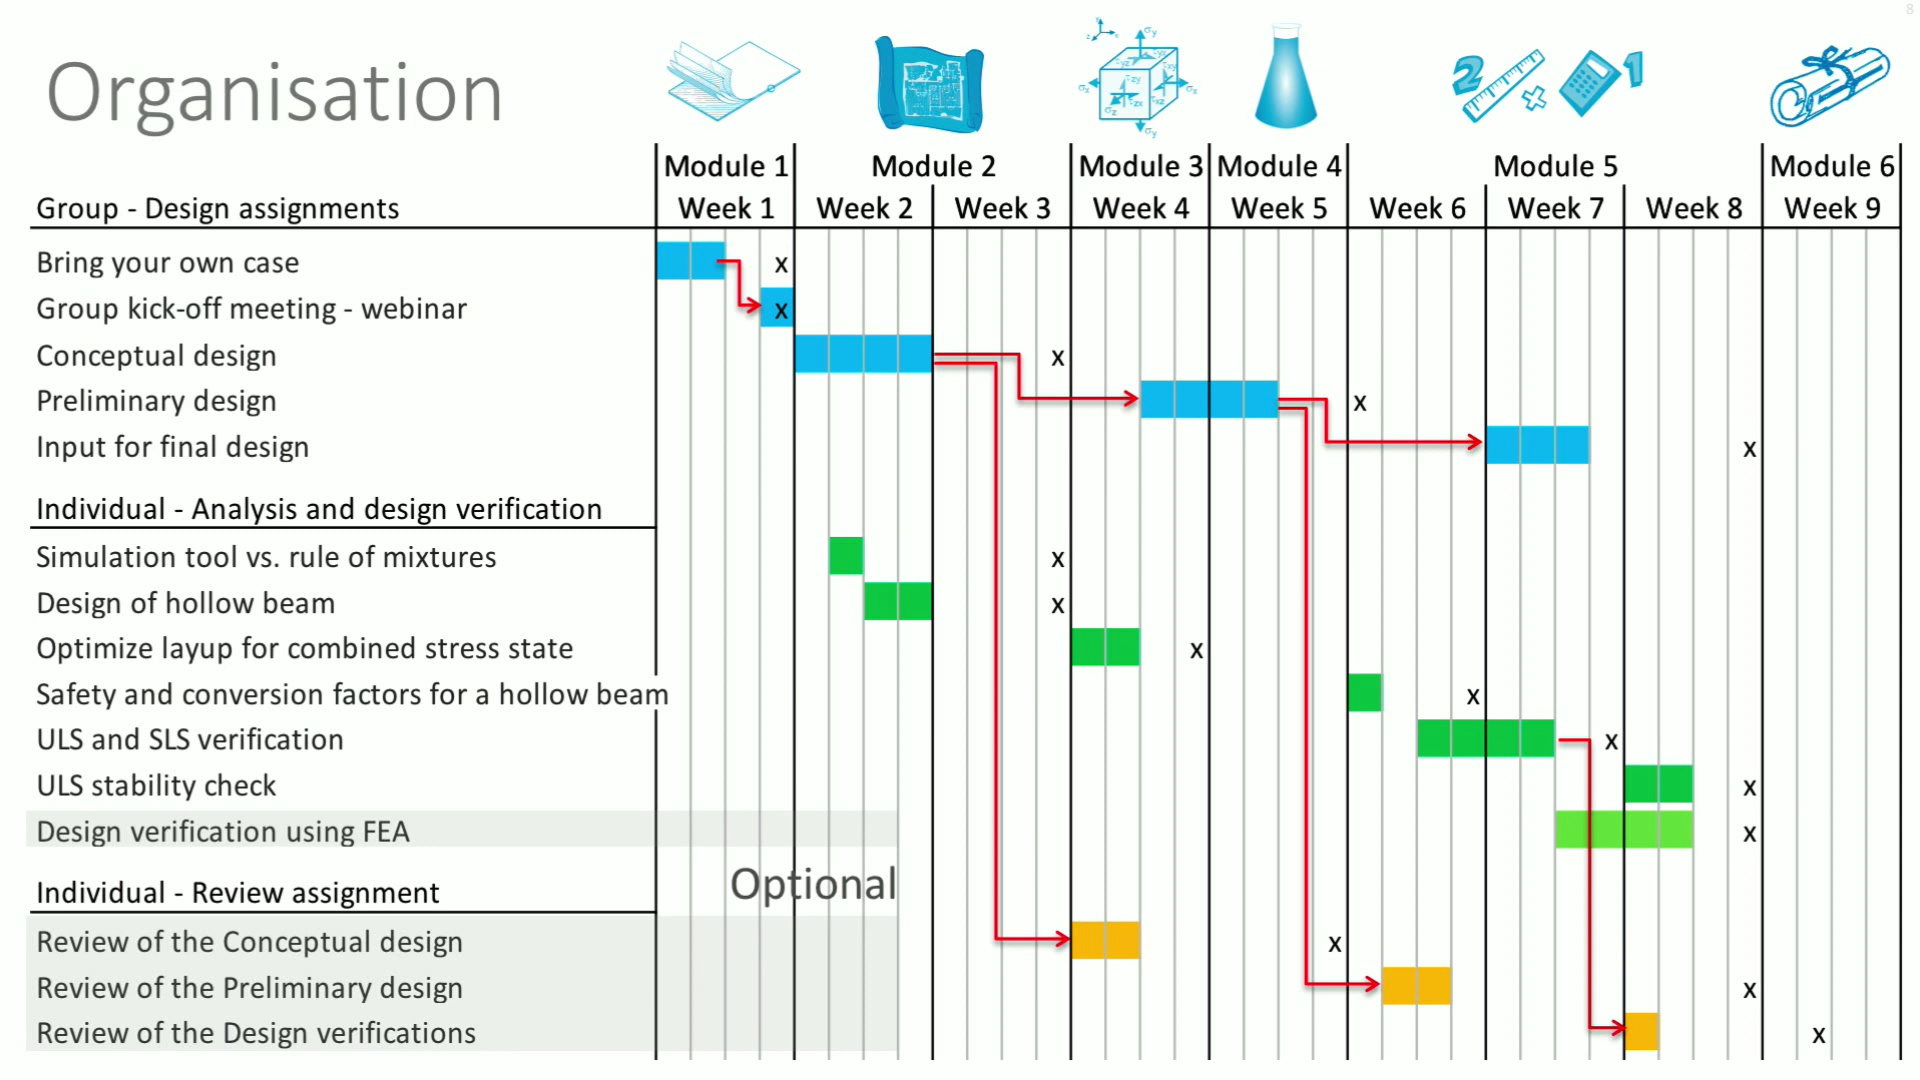 8
Organisation
Module 1 Module 2 Module 3 Module 4 Module 5 Module 6
Group - Design assignments Week 1 Week 2 Week 3 Week 4 Week 5 Week 6 Week 7 Week 8 Week 9
Bring your own case x
Group kick-off meeting - webinar x
Conceptual design x
Preliminary design x
Input for final design x
Individual - Analysis and design verification
Simulation tool vs. rule of mixtures x
Design of hollow beam x
Optimize layup for combined stress state x
Safety and conversion factors for a hollow beam x
ULS and SLS verification x
ULS stability check x
Design verification using FEA x
Optional
Individual - Review assignment
Review of the Conceptual design x
Review of the Preliminary design x
Review of the Design verifications x